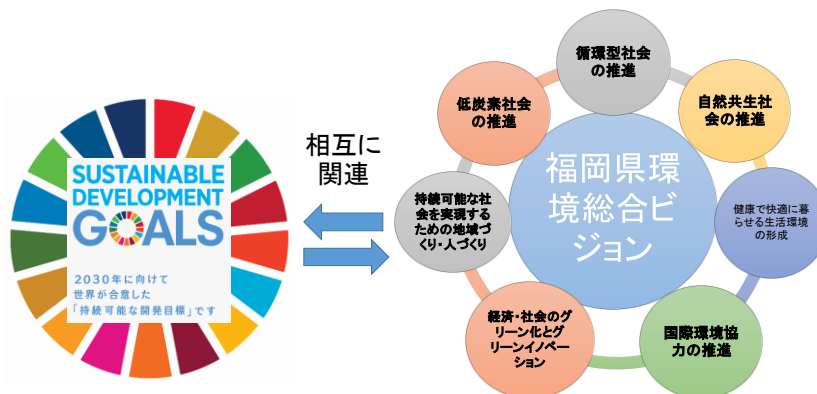 SUSTAINABLE
DEVELOPMENT
GOALS
2030年に向けて
世界が合意した
「持続可能な開発目標」です
相互に
関連
福岡県環
境総合ビ
ジョン
循環型社会
の推進
自然共生社
会の推進
健康で快適に暮
らせる生活環境
の形成
国際環境協
力の推進
経済・社会のグ
リーン化とグ
リーンイノベー
ション
持続可能な社
会を実現する
ための地域づ
くり・人づくり
低炭素社会
の推進